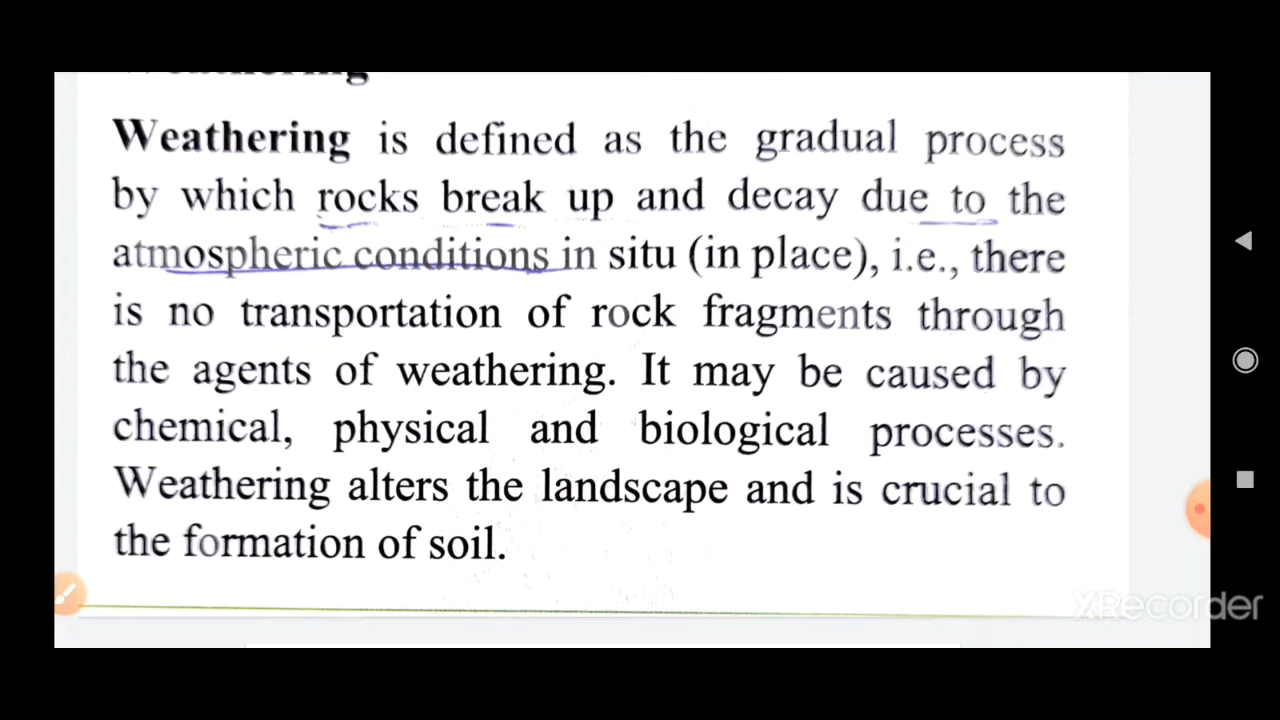 Weathering
Weathering is defined as the gradual process
by which rocks break up and decay due to the
atmospheric conditions in situ (in place), i.e., there
is no transportation of rock fragments through
the agents of weathering. It may be caused by
chemical, physical and biological processes.
Weathering alters the landscape and is crucial to
the formation of soil.
XRecorder